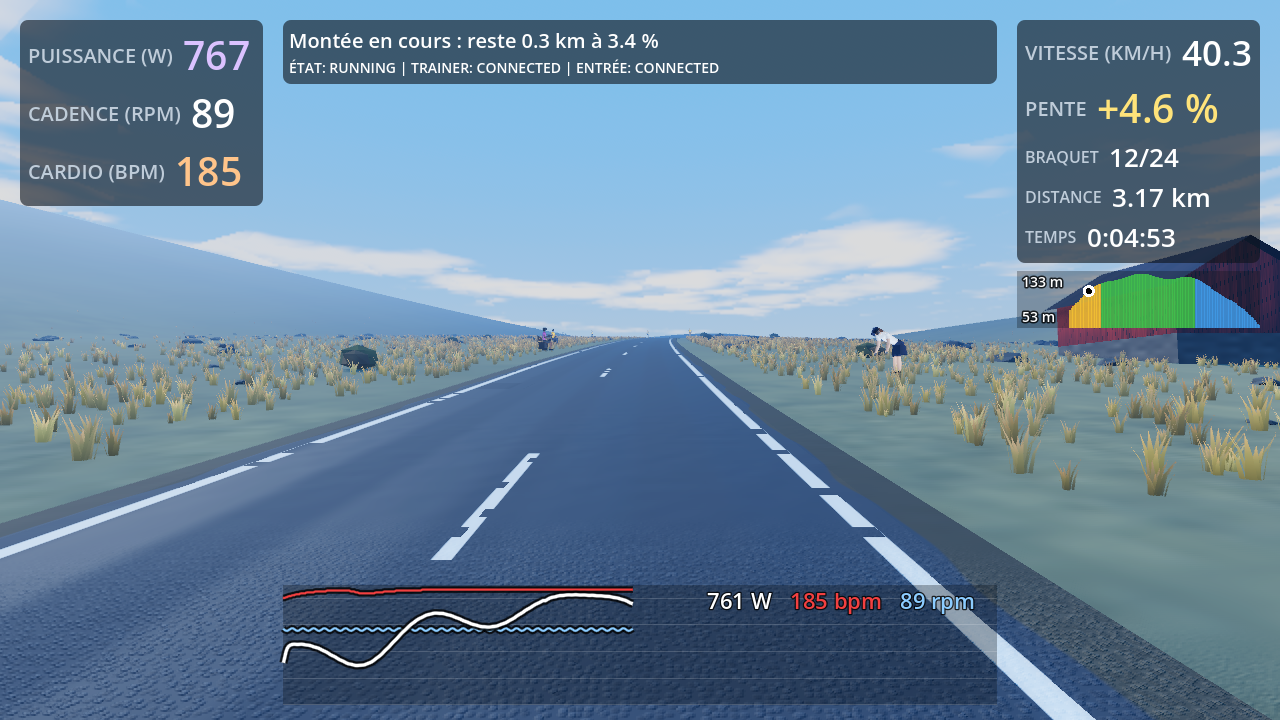 PUISSANCE (W) 767
CADENCE (RPM) 89
CARDIO (BPM) 185
Montée en cours : reste 0.3 km à 3.4 %
ÉTAT: RUNNING | TRAINER: CONNECTED | ENTRÉE: CONNECTED
VITESSE (KM/H) 40.3
PENTE +4.6 %
BRAQUET 12/24
DISTANCE 3.17 km
TEMPS 0:04:53
133 m
53 m
761 W 185 bpm 89 rpm